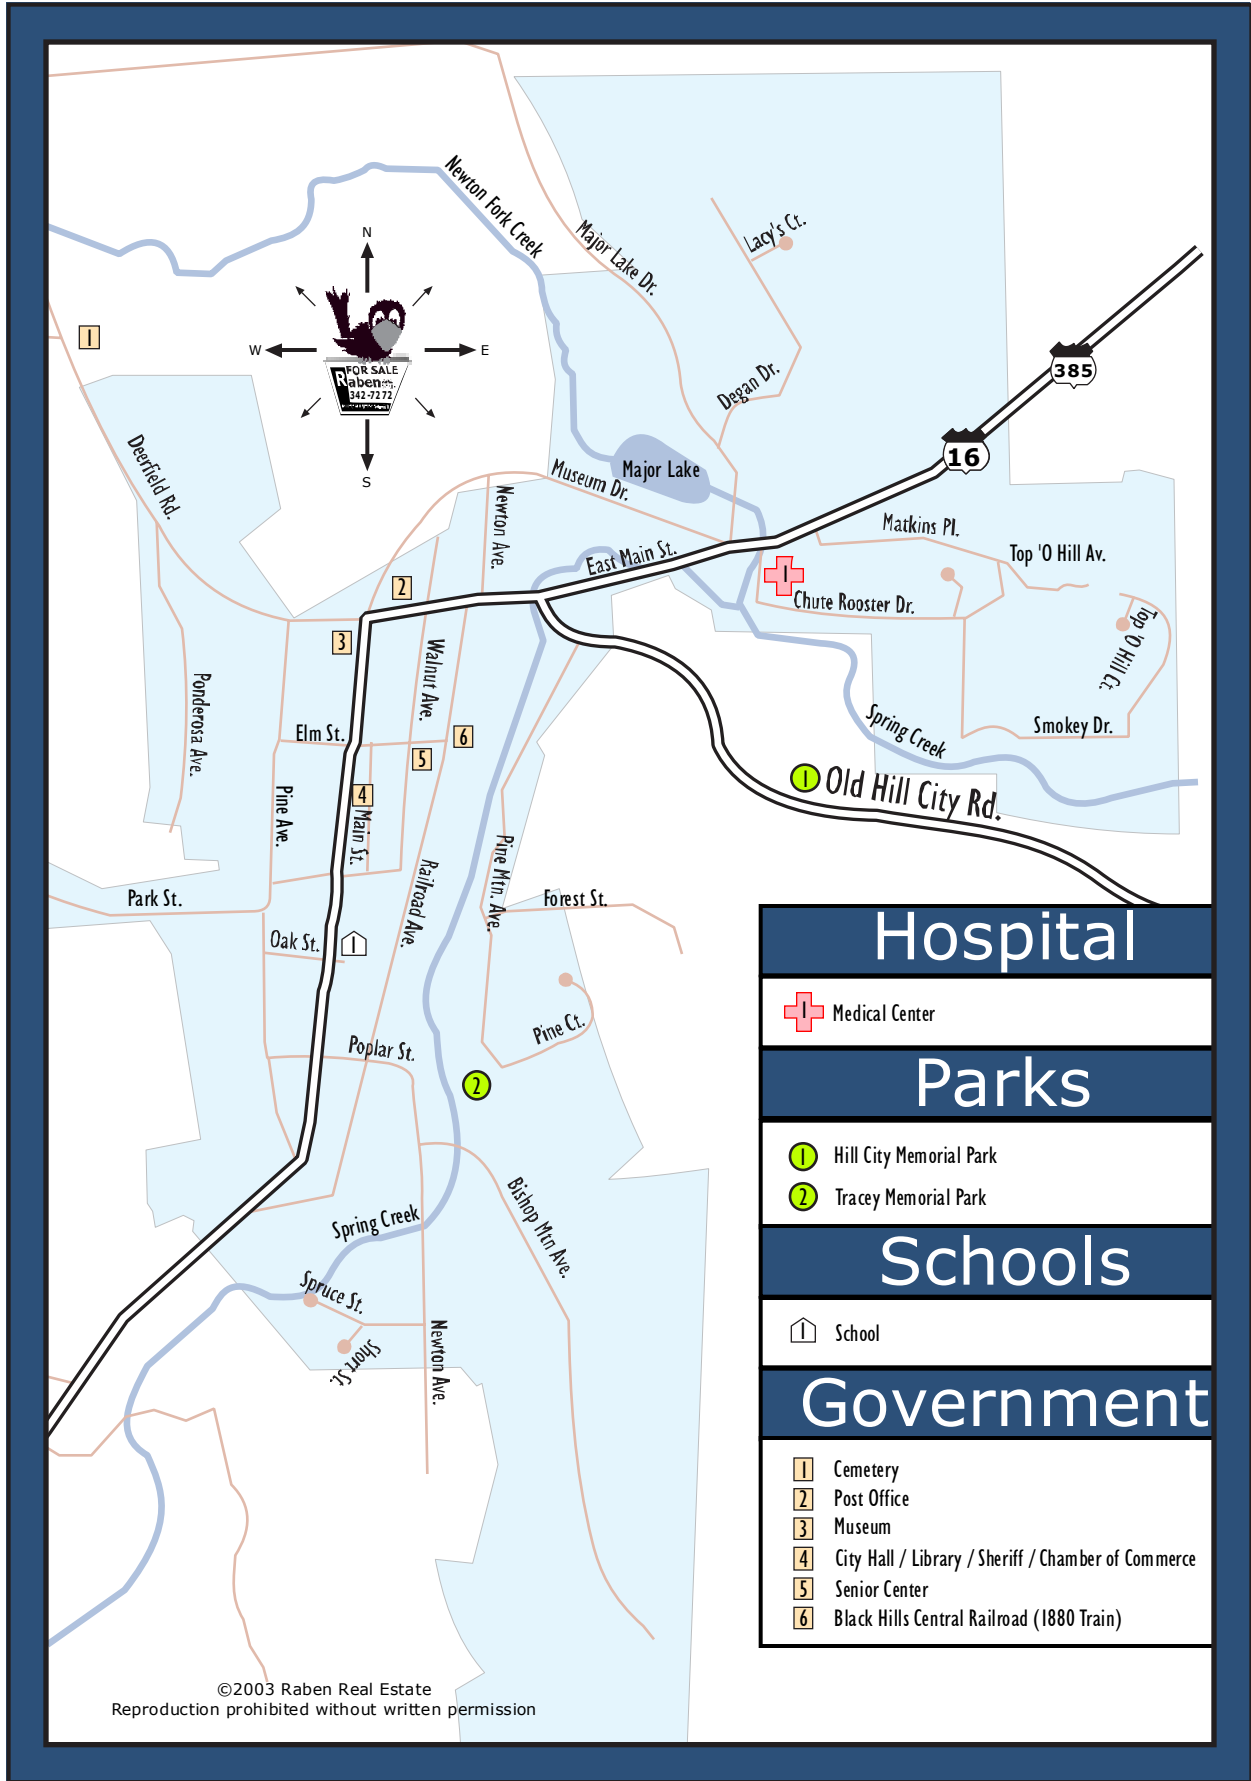 Newton Fork Creek
Major Lake Dr.
Lacy's Ct.
N
W
E
S
FOR SALE
Raben
342-7272
1
385
Degan Dr.
16
Deerfield Rd.
Museum Dr.
Major Lake
Newton Ave.
East Main St.
Matkins Pl.
Top 'O Hill Av.
1
2
Chute Rooster Dr.
Top 'O Hill Ct.
3
Walnut Ave.
Ponderosa Ave.
Elm St.
6
5
Spring Creek
Smokey Dr.
1
Old Hill City Rd.
4
Pine Ave.
Main St.
Railroad Ave.
Pine Mtn. Ave.
Park St.
Forest St.
Oak St.
1
Pine Ct.
Poplar St.
2
Bishop Mtn Ave.
Spring Creek
Spruce St.
Short St.
Newton Ave.
Hospital
1 Medical Center
Parks
1 Hill City Memorial Park
2 Tracey Memorial Park
Schools
1 School
Government
1 Cemetery
2 Post Office
3 Museum
4 City Hall / Library / Sheriff / Chamber of Commerce
5 Senior Center
6 Black Hills Central Railroad (1880 Train)
©2003 Raben Real Estate
Reproduction prohibited without written permission